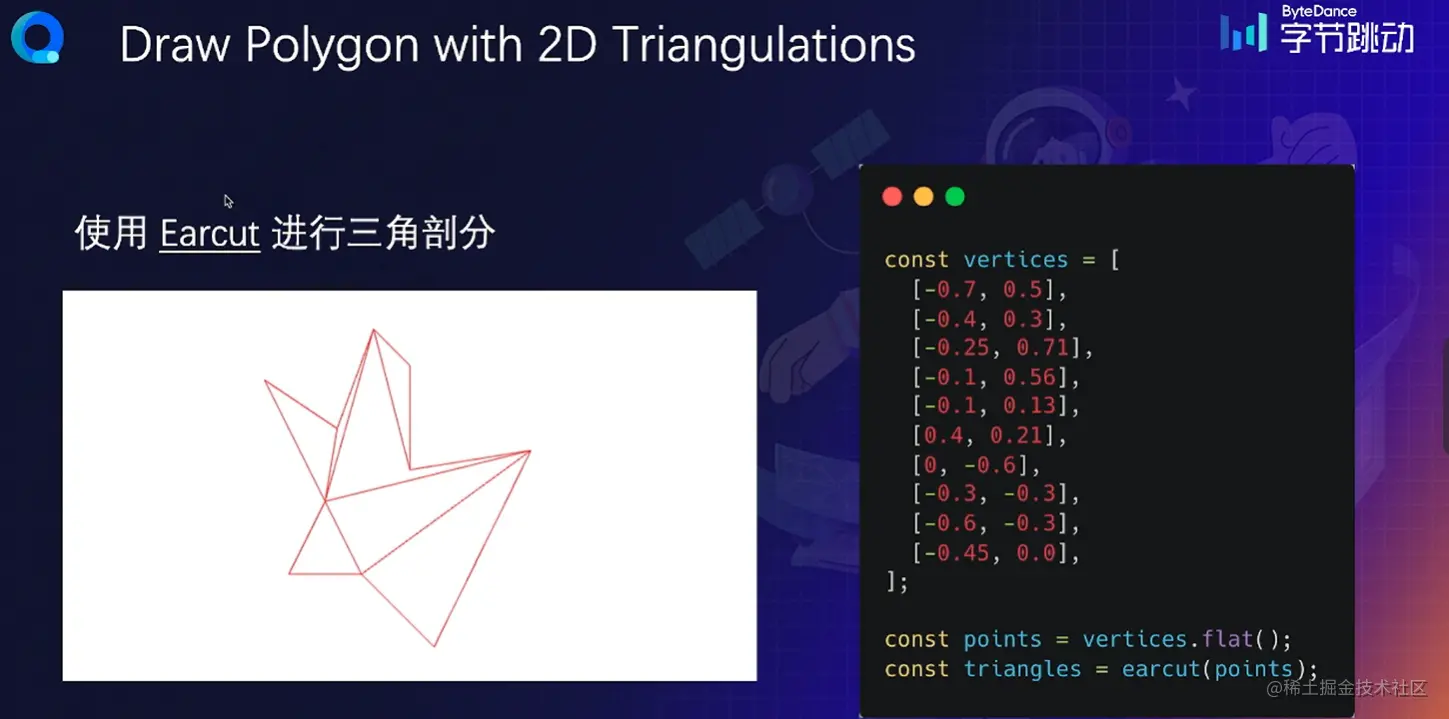 Draw Polygon with 2D Triangulations
ByteDance
字节跳动
使用 Earcut 进行三角剖分
const vertices = [
[-0.7, 0.5],
[-0.4, 0.3],
[-0.25, 0.71],
[-0.1, 0.56],
[-0.1, 0.13],
[0.4, 0.21],
[0, -0.6],
[-0.3, -0.3],
[-0.6, -0.3],
[-0.45, 0.0],
];
const points = vertices.flat();
const triangles = earcut(points);
@稀土掘金技术社区